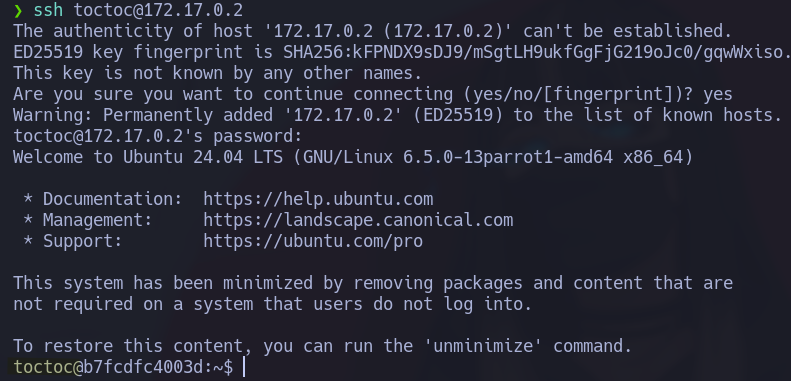 ❯ ssh toctoc@172.17.0.2
The authenticity of host '172.17.0.2 (172.17.0.2)' can't be established.
ED25519 key fingerprint is SHA256:kFPNDX9sDJ9/mSgtLH9ukfGgFjG219oJc0/gqwWxiso.
This key is not known by any other names.
Are you sure you want to continue connecting (yes/no/[fingerprint])? yes
Warning: Permanently added '172.17.0.2' (ED25519) to the list of known hosts.
toctoc@172.17.0.2's password:
Welcome to Ubuntu 24.04 LTS (GNU/Linux 6.5.0-13parrot1-amd64 x86_64)
* Documentation:  https://help.ubuntu.com
* Management:     https://landscape.canonical.com
* Support:        https://ubuntu.com/pro
This system has been minimized by removing packages and content that are
not required on a system that users do not log into.
To restore this content, you can run the 'unminimize' command.
toctoc@b7fcdfc4003d:~$